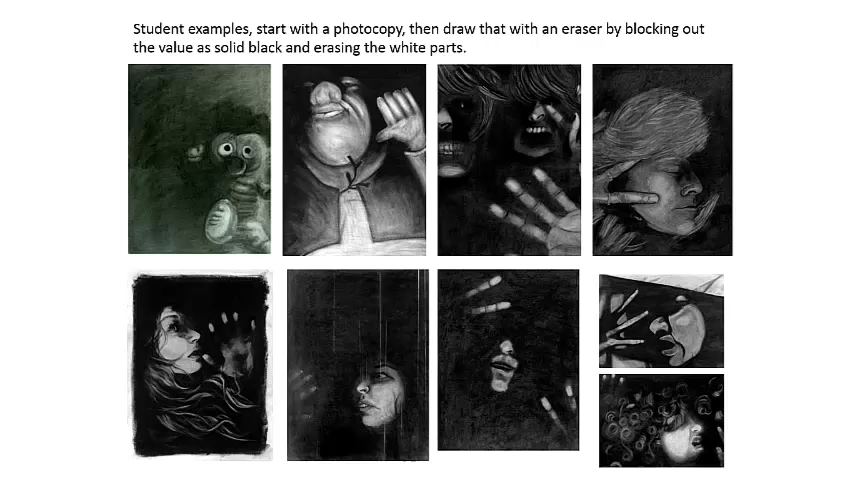 Student examples, start with a photocopy, then draw that with an eraser by blocking out
the value as solid black and erasing the white parts.